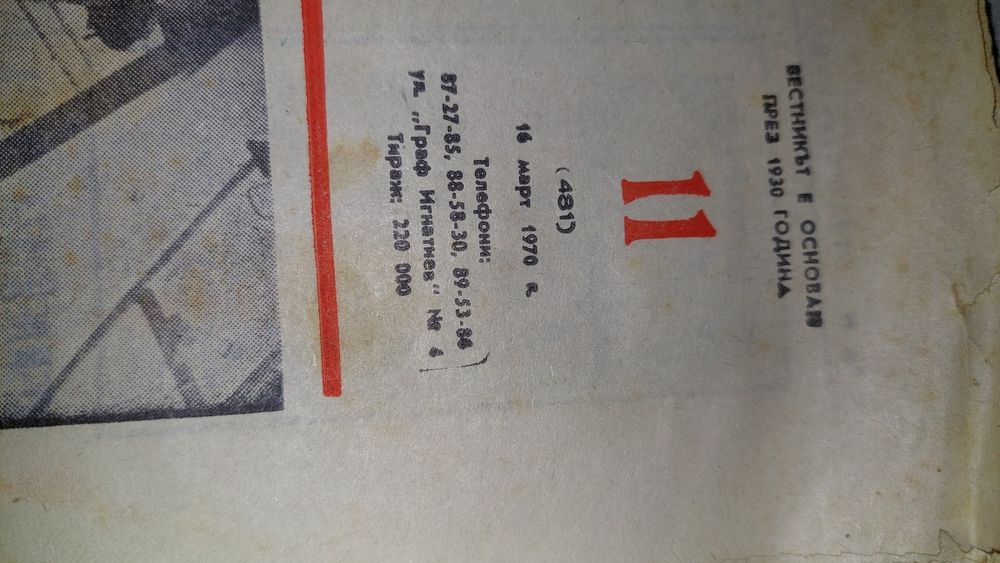 ВЕСТНИКЪТ Е ОСНОВАН
ПРЕЗ 1930 ГОДИНА
11
(481)
16 март 1970 г.
Телефони:
87-27-85, 88-58-30, 89-53-84
ул. „Граф Игнатиев“ № 4
Тираж: 220 000